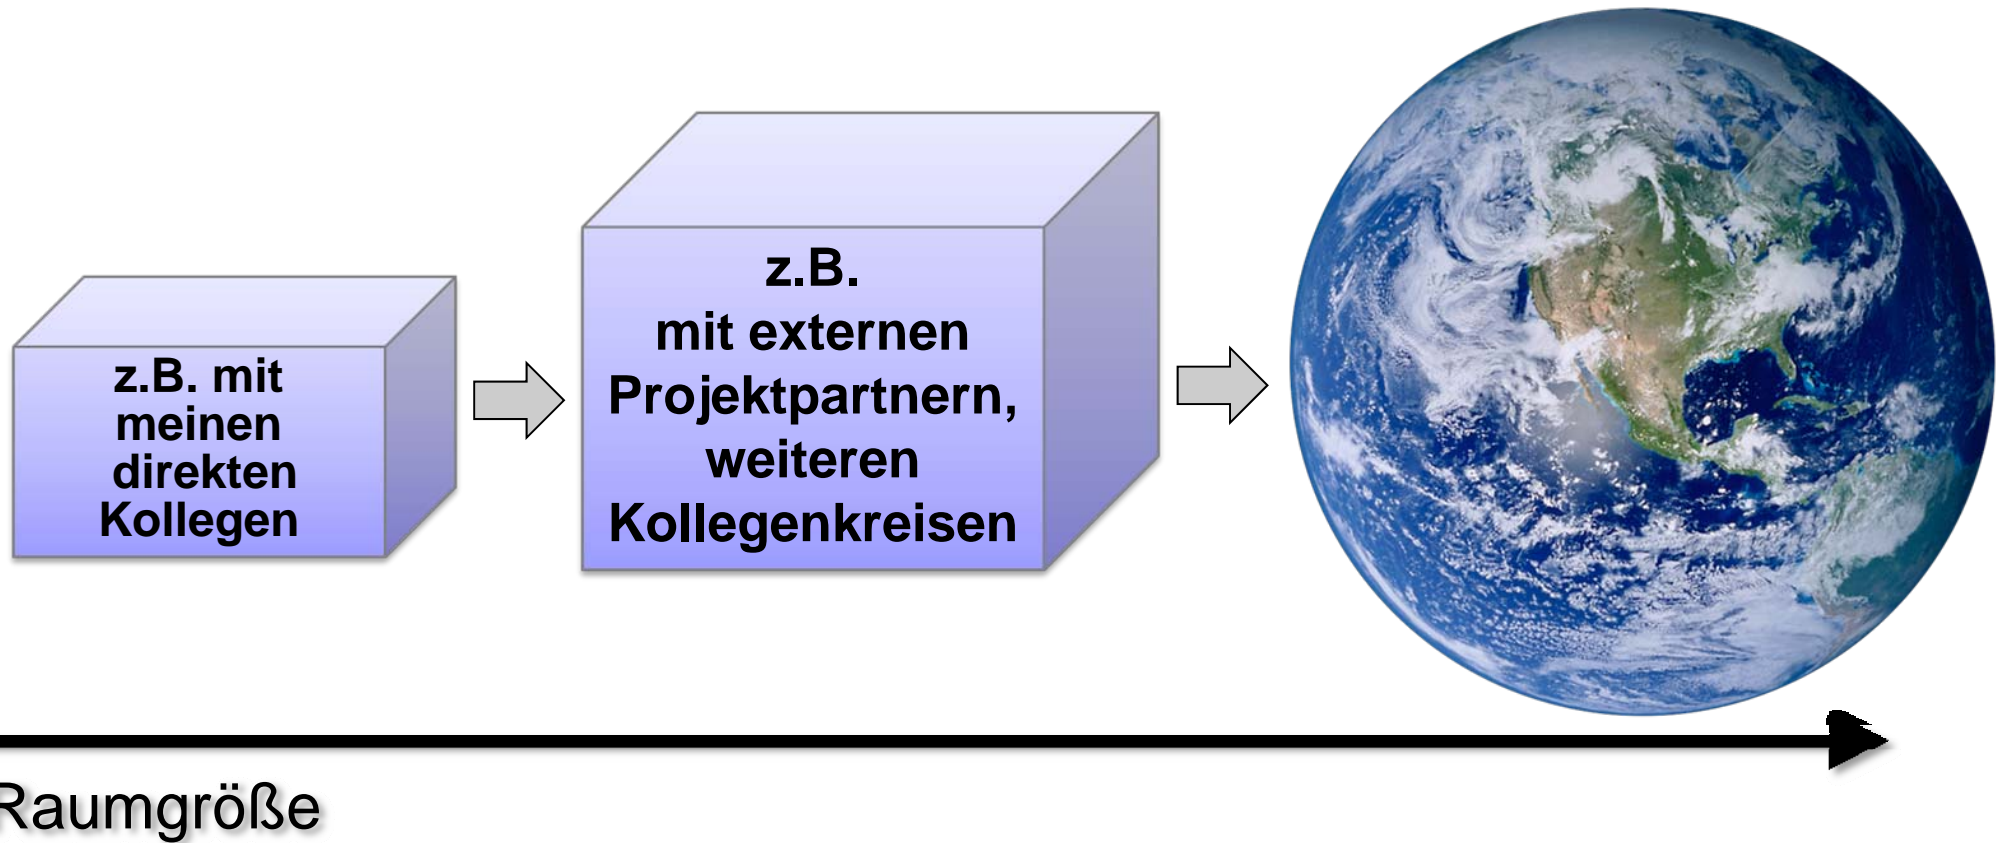 z.B. mit
meinen
direkten
Kollegen
z.B.
mit externen
Projektpartnern,
weiteren
Kollegenkreisen
Raumgröße